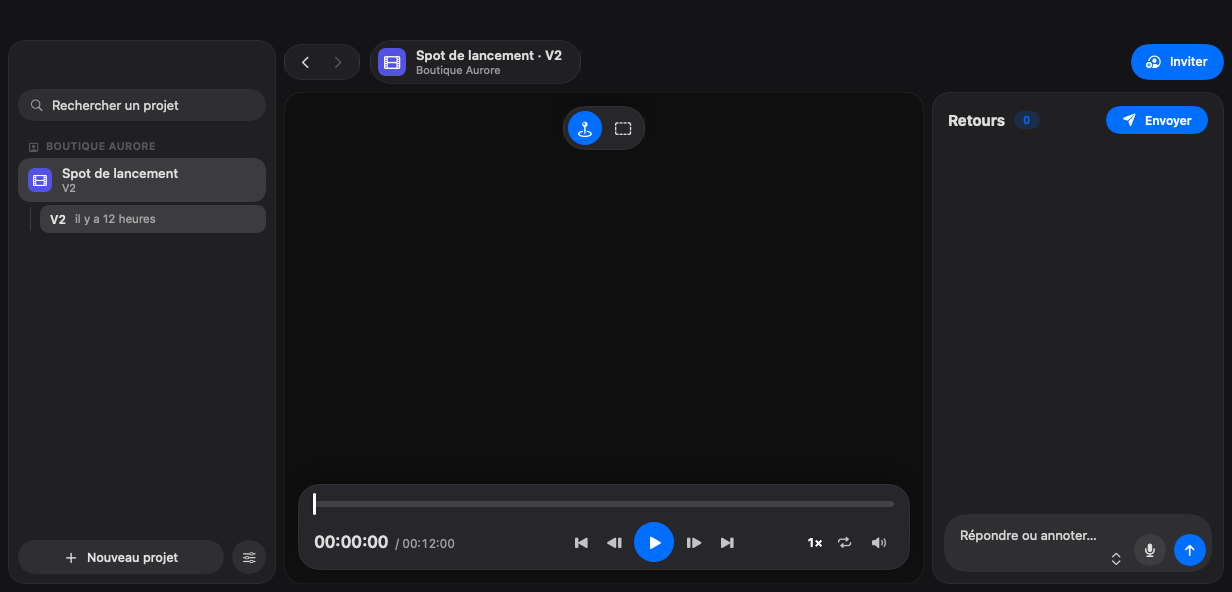 Spot de lancement · V2
Boutique Aurore
Inviter
Rechercher un projet
BOUTIQUE AURORE
Spot de lancement
V2
V2 il y a 12 heures
Nouveau projet
00:00:00 / 00:12:00
1×
Retours 0
Envoyer
Répondre ou annoter...